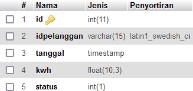 # Nama Jenis Penyortiran
1 id int(11)
2 idpelanggan varchar(15) latin1_swedish_ci
3 tanggal timestamp
4 kwh float(10,3)
5 status int(1)